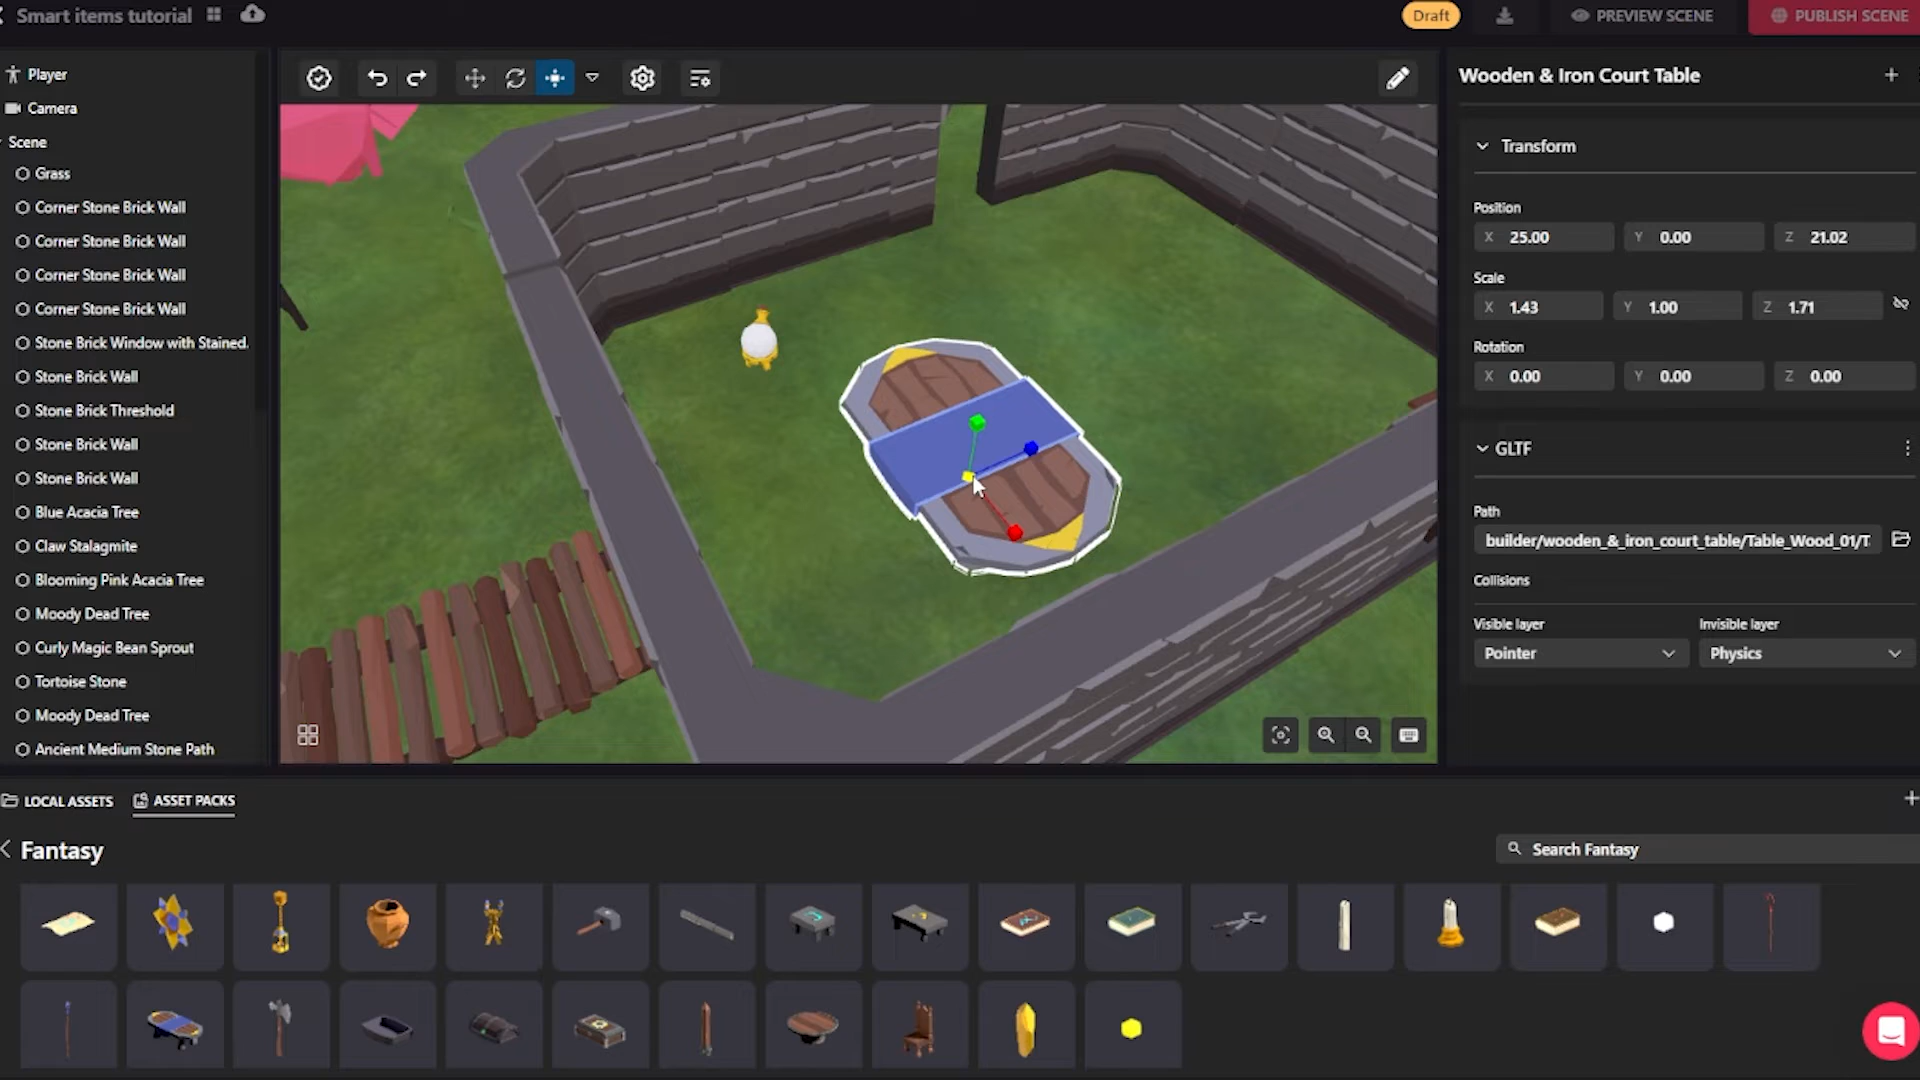 Smart items tutorial
Draft
PREVIEW SCENE
PUBLISH SCENE
Player
Camera
Scene
Grass
Corner Stone Brick Wall
Corner Stone Brick Wall
Corner Stone Brick Wall
Corner Stone Brick Wall
Stone Brick Window with Stained.
Stone Brick Wall
Stone Brick Threshold
Stone Brick Wall
Stone Brick Wall
Blue Acacia Tree
Claw Stalagmite
Blooming Pink Acacia Tree
Moody Dead Tree
Curly Magic Bean Sprout
Tortoise Stone
Moody Dead Tree
Ancient Medium Stone Path
Wooden & Iron Court Table
Transform
Position
X 25.00 Y 0.00 Z 21.02
Scale
X 1.43 Y 1.00 Z 1.71
Rotation
X 0.00 Y 0.00 Z 0.00
GLTF
Path
builder/wooden_&_iron_court_table/Table_Wood_01/T
Collisions
Visible layer Invisible layer
Pointer Physics
LOCAL ASSETS ASSET PACKS
Fantasy
Search Fantasy